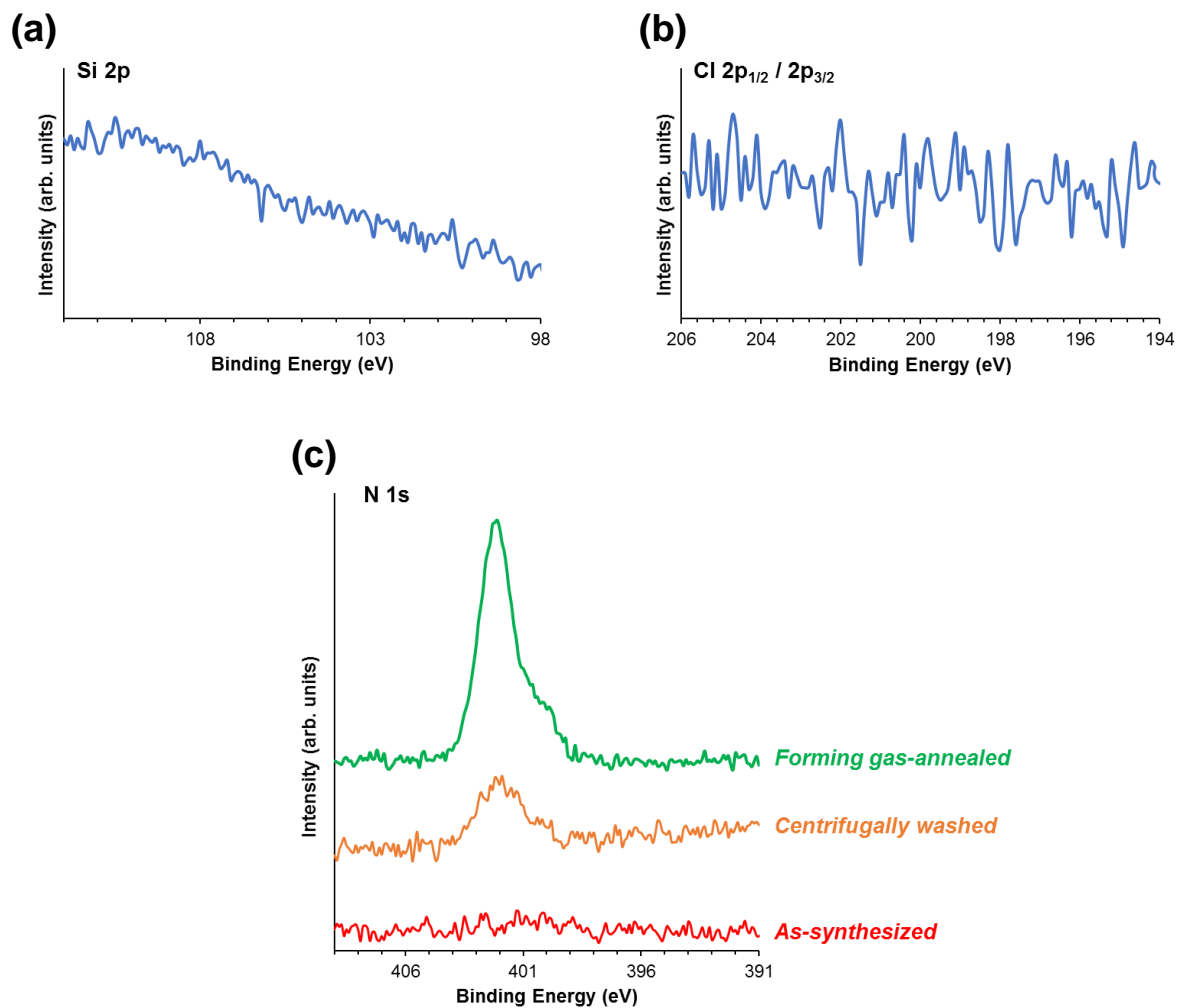 (a)
Si 2p
Intensity (arb. units)
108
103
98
Binding Energy (eV)
(b)
Cl 2p1/2 / 2p3/2
Intensity (arb. units)
206
204
202
200
198
196
194
Binding Energy (eV)
(c)
N 1s
Intensity (arb. units)
Forming gas-annealed
Centrifugally washed
As-synthesized
406
401
396
391
Binding Energy (eV)